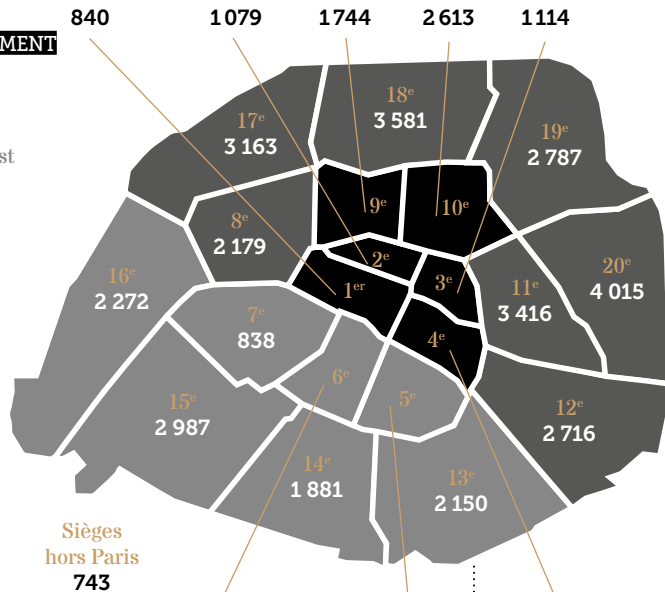 840 1 079 1 744 2 613 1 114
MENT
18e
3 581
17e
3 163
19e
2 787
st
9e
10e
8e
2 179
2e
20e
4 015
16e
2 272
3e
11e
3 416
1er
7e
838
4e
6e
5e
15e
2 987
12e
2 716
14e
1 881
13e
2 150
Sièges
hors Paris
743